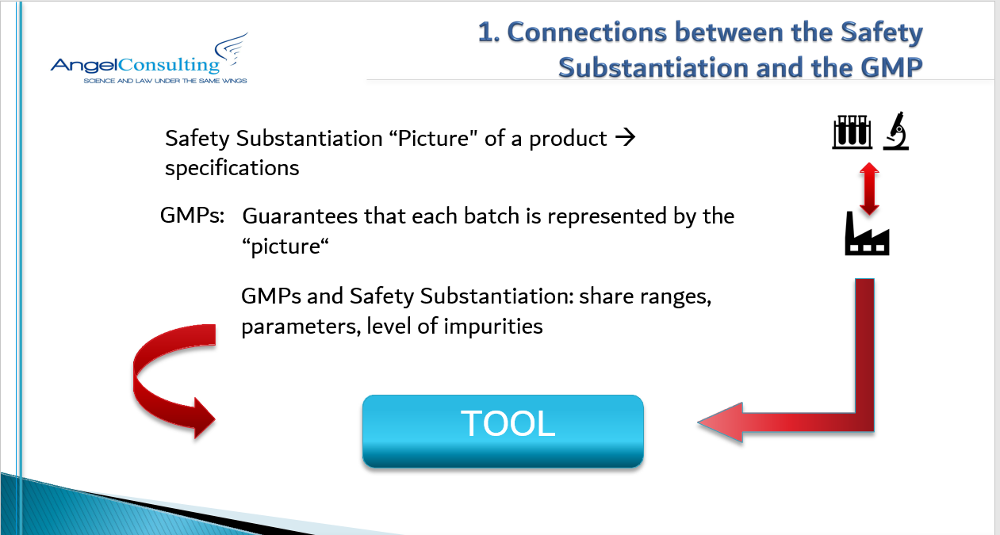 AngelConsulting
SCIENCE AND LAW UNDER THE SAME WINGS
1. Connections between the Safety
Substantiation and the GMP
Safety Substantiation “Picture" of a product →
specifications
GMPs: Guarantees that each batch is represented by the
“picture“
GMPs and Safety Substantiation: share ranges,
parameters, level of impurities
TOOL